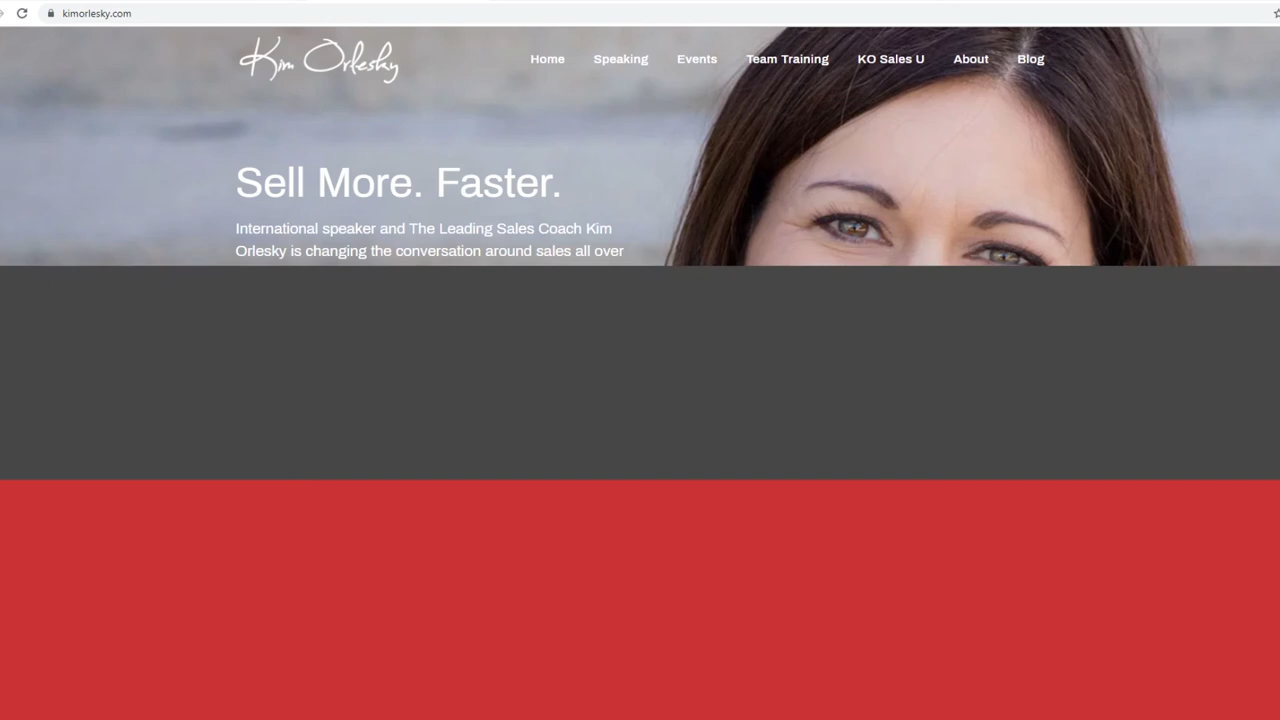 kimorlesky.com
Kim Orlesky
Home Speaking Events Team Training KO Sales U About Blog
Sell More. Faster.
International speaker and The Leading Sales Coach Kim
Orlesky is changing the conversation around sales all over